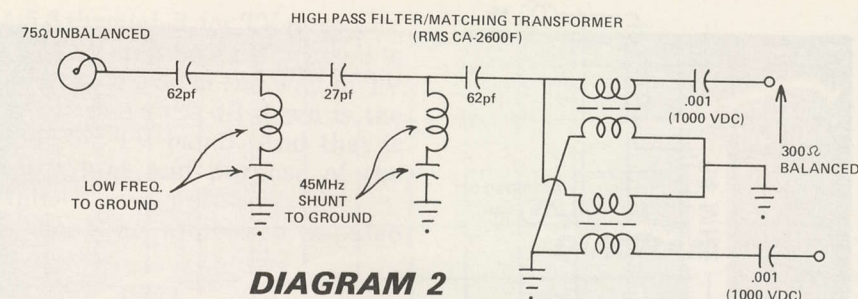 HIGH PASS FILTER/MATCHING TRANSFORMER
(RMS CA-2600F)
75Ω UNBALANCED
62pf
27pf
62pf
.001
(1000 VDC)
LOW FREQ.
TO GROUND
45MHz
SHUNT
TO GROUND
300Ω
BALANCED
.001
(1000 VDC)
DIAGRAM 2